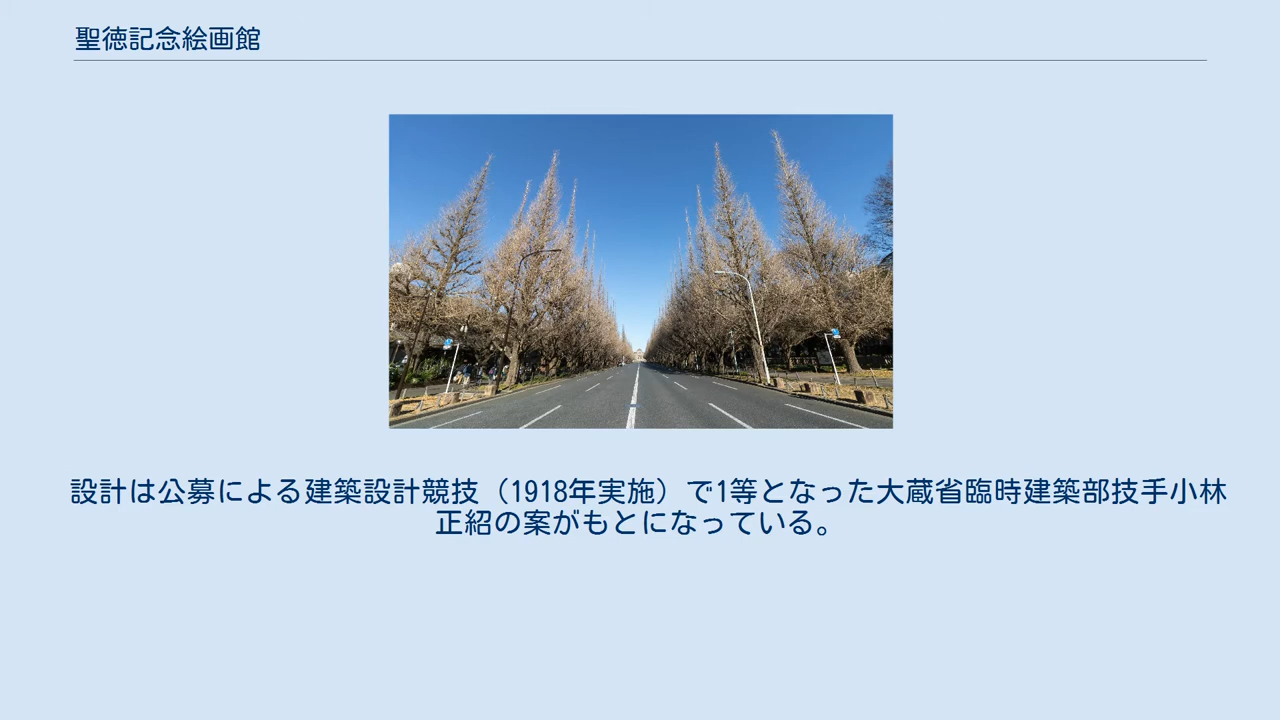 聖徳記念絵画館
設計は公募による建築設計競技（1918年実施）で1等となった大蔵省臨時建築部技手小林
正紹の案がもとになっている。